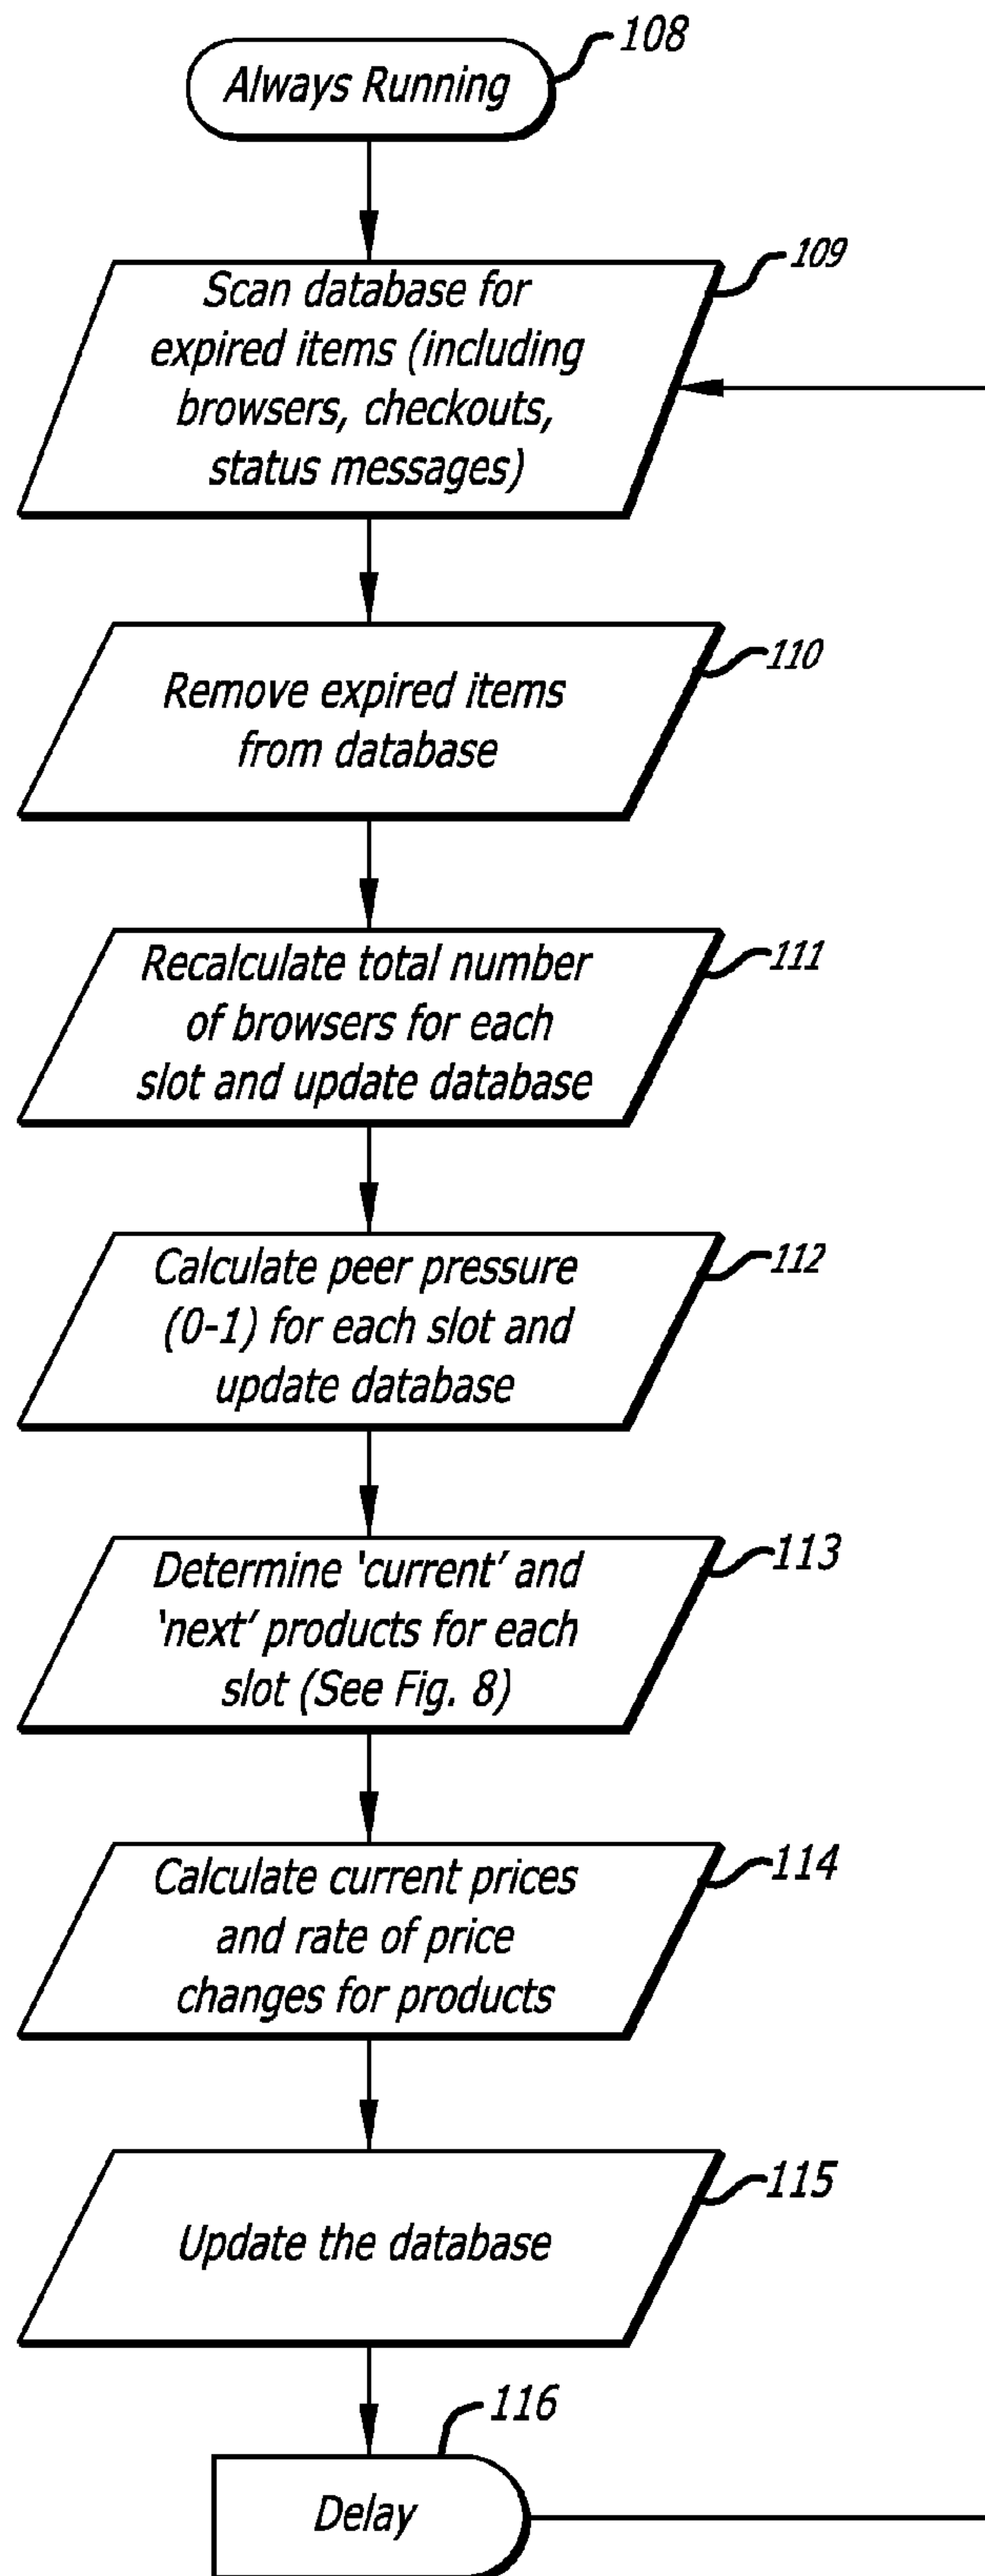 108
Always Running
109
Scan database for
expired items (including
browsers, checkouts,
status messages)
110
Remove expired items
from database
111
Recalculate total number
of browsers for each
slot and update database
112
Calculate peer pressure
(0-1) for each slot and
update database
113
Determine ‘current’ and
‘next’ products for each
slot (See Fig. 8)
114
Calculate current prices
and rate of price
changes for products
115
Update the database
116
Delay